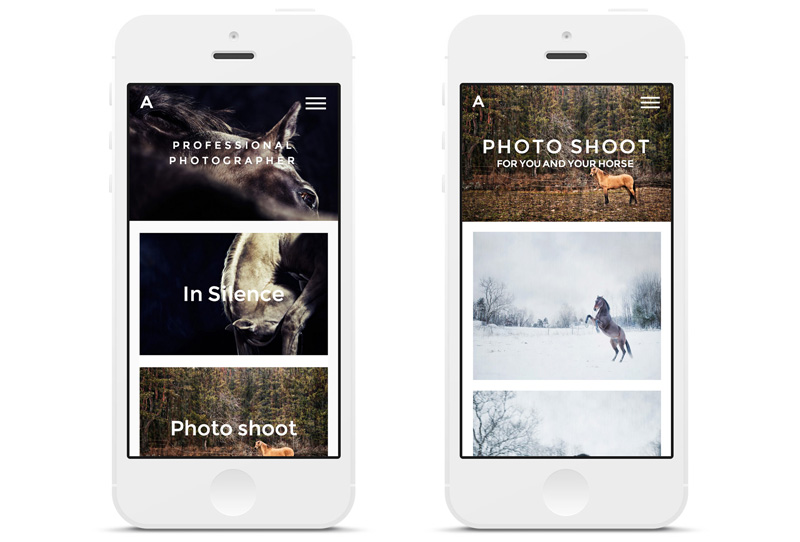 A
PROFESSIONAL
PHOTOGRAPHER
In Silence
Photo shoot
A
PHOTO SHOOT
FOR YOU AND YOUR HORSE